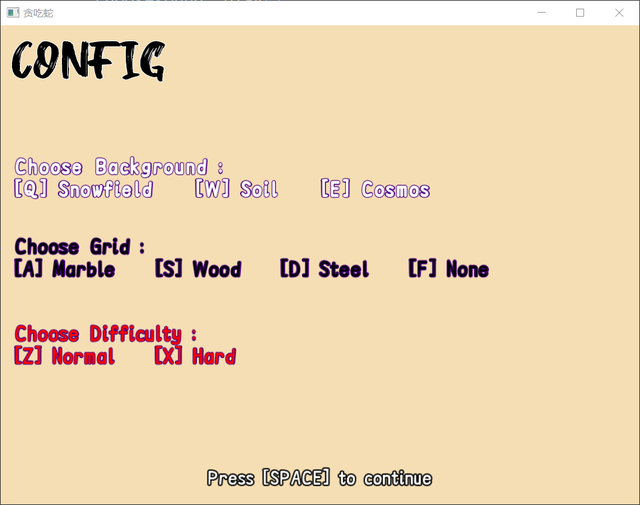 贪吃蛇
CONFIG
Choose Background :
[Q] Snowfield [W] Soil [E] Cosmos
Choose Grid :
[A] Marble [S] Wood [D] Steel [F] None
Choose Difficulty :
[Z] Normal [X] Hard
Press [SPACE] to continue